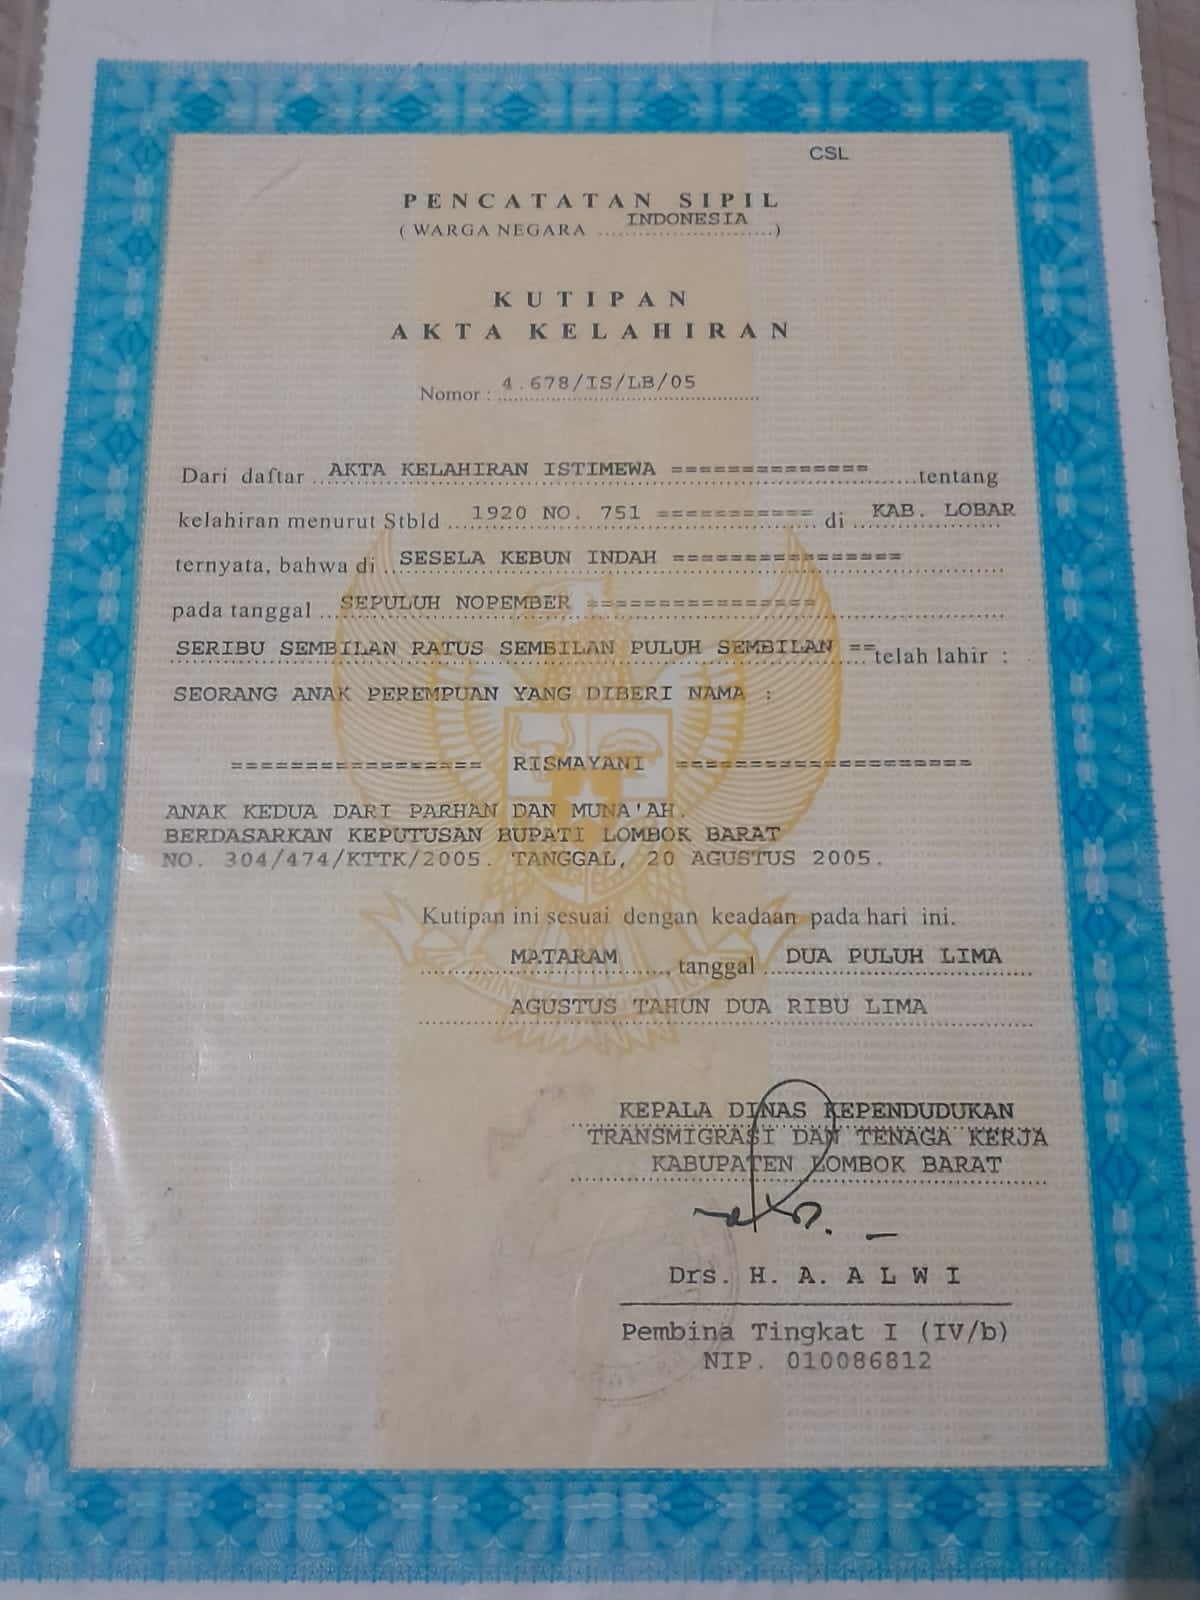 CSL
PENCATATAN SIPIL
( WARGA NEGARA INDONESIA )
KUTIPAN
AKTA KELAHIRAN
Nomor : 4.678/IS/LB/05
Dari daftar AKTA KELAHIRAN ISTIMEWA ============== tentang
kelahiran menurut Stbld 1920 NO. 751 =========== di KAB. LOBAR
ternyata, bahwa di SESELA KEBUN INDAH ================
pada tanggal SEPULUH NOPEMBER ================
SERIBU SEMBILAN RATUS SEMBILAN PULUH SEMBILAN == telah lahir :
SEORANG ANAK PEREMPUAN YANG DIBERI NAMA :
================= RISMAYANI ====================
ANAK KEDUA DARI PARHAN DAN MUNA'AH.
BERDASARKAN KEPUTUSAN BUPATI LOMBOK BARAT
NO. 304/474/KTTK/2005. TANGGAL, 20 AGUSTUS 2005.
Kutipan ini sesuai dengan keadaan pada hari ini.
MATARAM, tanggal DUA PULUH LIMA
AGUSTUS TAHUN DUA RIBU LIMA
KEPALA DINAS KEPENDUDUKAN
TRANSMIGRASI DAN TENAGA KERJA
KABUPATEN LOMBOK BARAT
Drs. H. A. A L W I
Pembina Tingkat I (IV/b)
NIP. 010086812